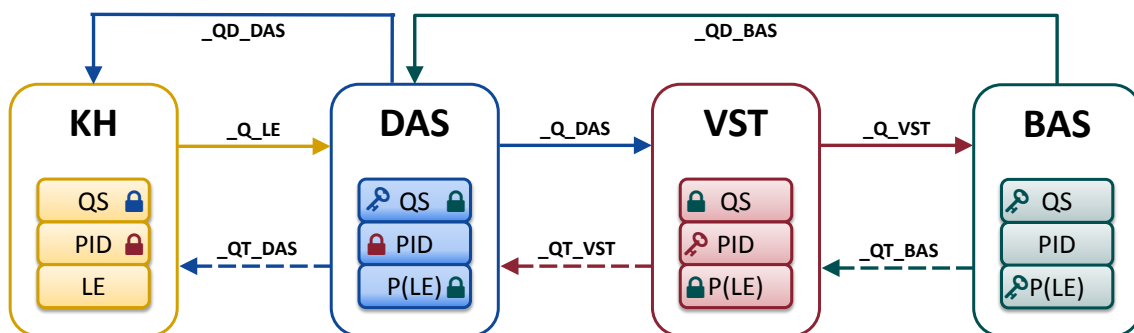 _QD_DAS
_QD_BAS
KH
_Q_LE
DAS
_Q_DAS
VST
_Q_VST
BAS
QS
QS
QS
QS
PID
PID
PID
PID
_QT_DAS
_QT_VST
_QT_BAS
LE
P(LE)
P(LE)
P(LE)